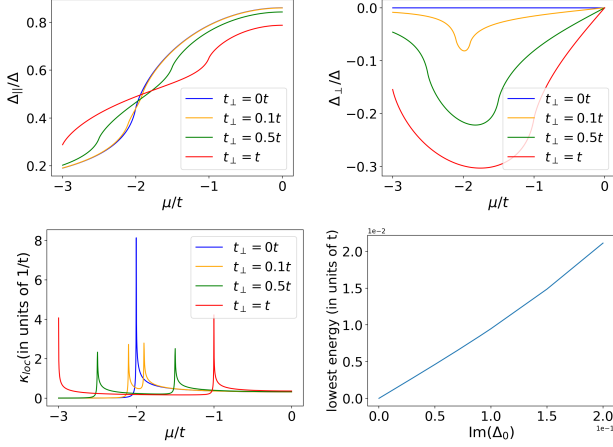 Δ||/Δ
0.8
0.6
0.4
0.2
−3
−2
−1
0
μ/t
t⊥ = 0t
t⊥ = 0.1t
t⊥ = 0.5t
t⊥ = t
Δ⊥/Δ
0.0
−0.1
−0.2
−0.3
−3
−2
−1
0
μ/t
t⊥ = 0t
t⊥ = 0.1t
t⊥ = 0.5t
t⊥ = t
κloc(in units of 1/t)
8
6
4
2
0
−3
−2
−1
0
μ/t
t⊥ = 0t
t⊥ = 0.1t
t⊥ = 0.5t
t⊥ = t
1e−2
lowest energy (in units of t)
2.0
1.5
1.0
0.5
0.0
0.0
0.5
1.0
1.5
2.0
1e−1
Im(Δ0)